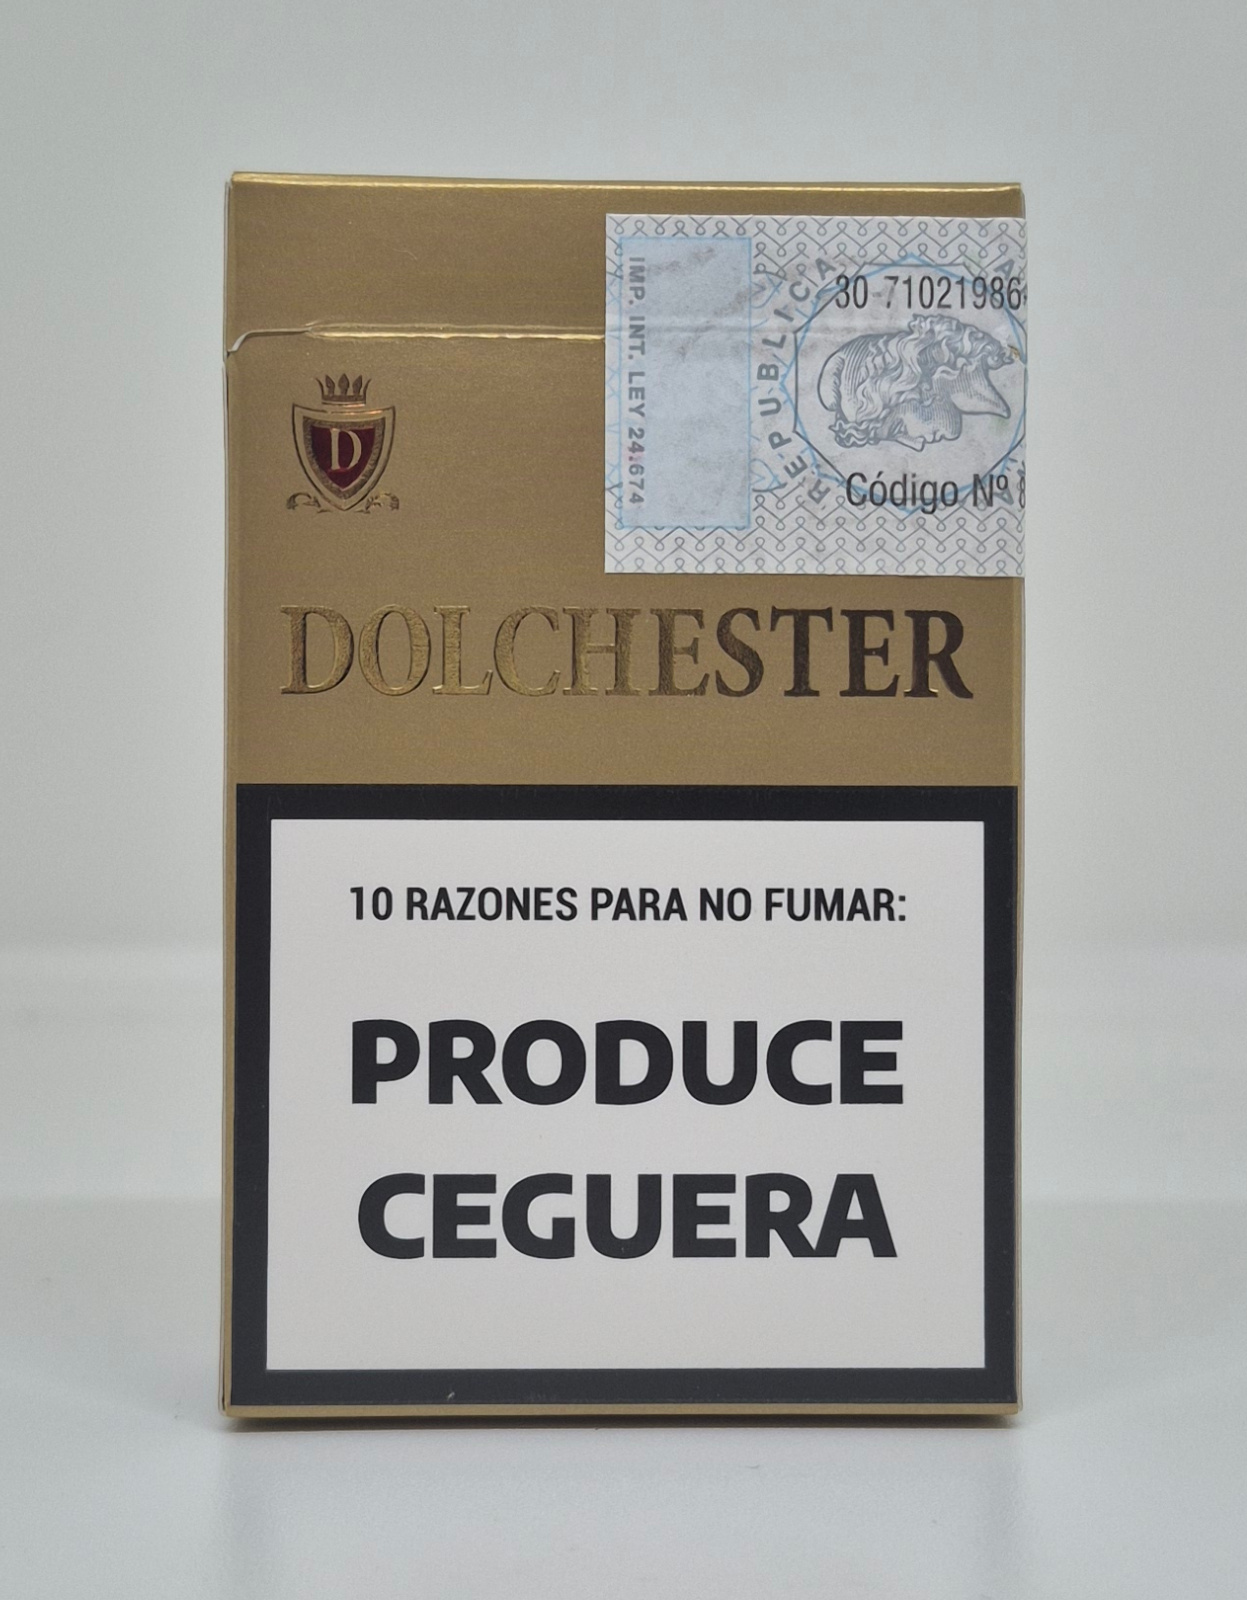 IMP. INT. LEY 24.674
REPUBLICA
30-71021986
Código Nº
D
DOLCHESTER
10 RAZONES PARA NO FUMAR:
PRODUCE
CEGUERA